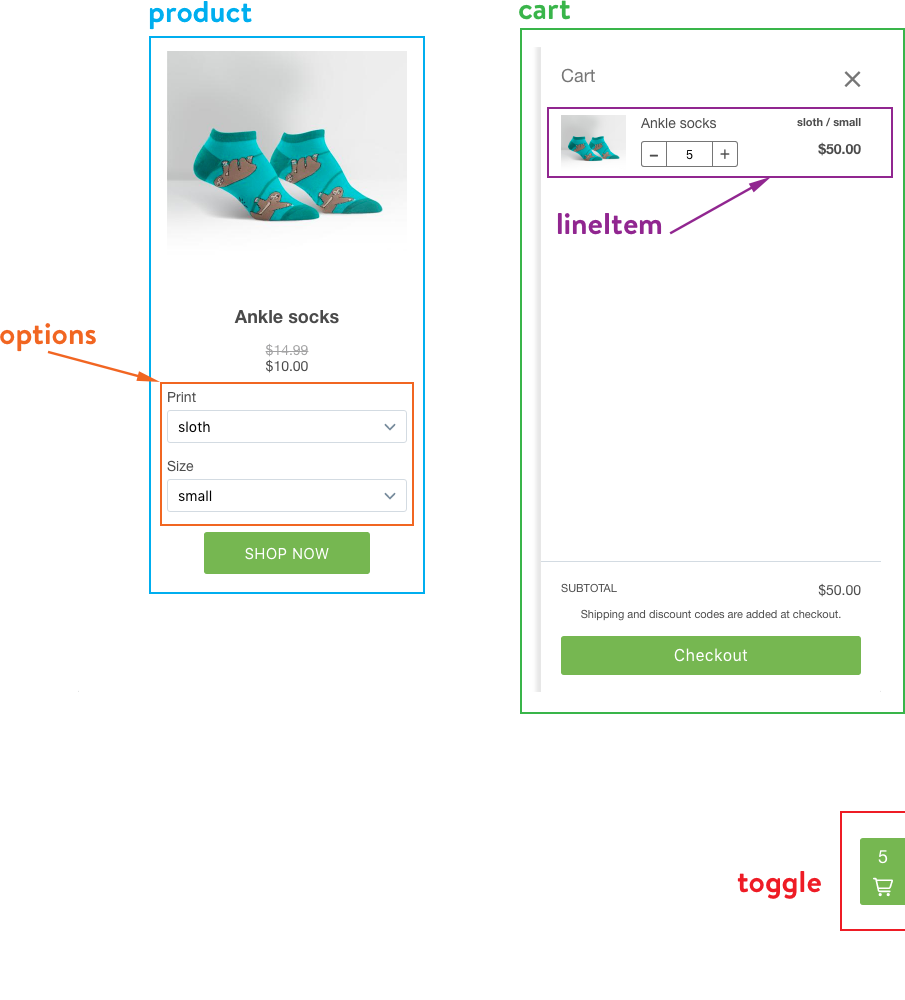 product
Ankle socks
$14.99
$10.00
options
Print
sloth
Size
small
SHOP NOW
cart
Cart
Ankle socks
sloth / small
– 5 +
$50.00
lineItem
SUBTOTAL
$50.00
Shipping and discount codes are added at checkout.
Checkout
toggle
5